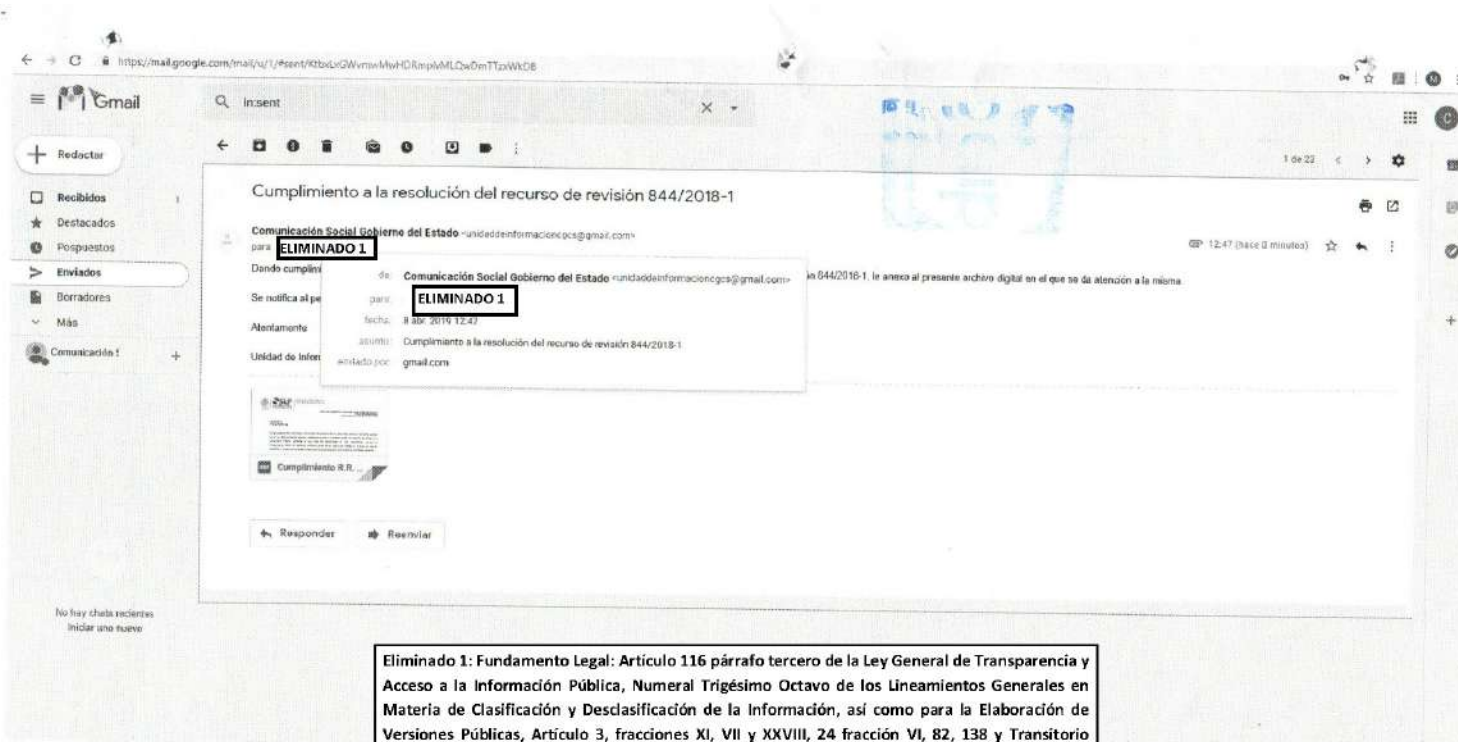 https://mail.google.com/mail/u/1/#sent/
Gmail
in:sent
Redactar
1 de 22
Recibidos
Destacados
Pospuestos
Enviados
Borradores
Más
Comunicación !
Cumplimiento a la resolución del recurso de revisión 844/2018-1
Comunicación Social Gobierno del Estado <unidaddeinformacioncgcs@gmail.com>
12:47 (hace 0 minutos)
para ELIMINADO 1
Dando cumplimi
ón 844/2018-1, le anexo al presente archivo digital en el que se da atención a la misma
Se notifica al pe
Atentamente
Unidad de Infor
de: Comunicación Social Gobierno del Estado <unidaddeinformacioncgcs@gmail.com>
para: ELIMINADO 1
fecha: 8 abr. 2019 12:47
asunto: Cumplimiento a la resolución del recurso de revisión 844/2018-1
enviado por: gmail.com
Cumplimiento R.R. ...
Responder
Reenviar
No hay chats recientes
Iniciar uno nuevo
Eliminado 1: Fundamento Legal: Artículo 116 párrafo tercero de la Ley General de Transparencia y
Acceso a la Información Pública, Numeral Trigésimo Octavo de los Lineamientos Generales en
Materia de Clasificación y Desclasificación de la Información, así como para la Elaboración de
Versiones Públicas, Artículo 3, fracciones XI, VII y XXVIII, 24 fracción VI, 82, 138 y Transitorio